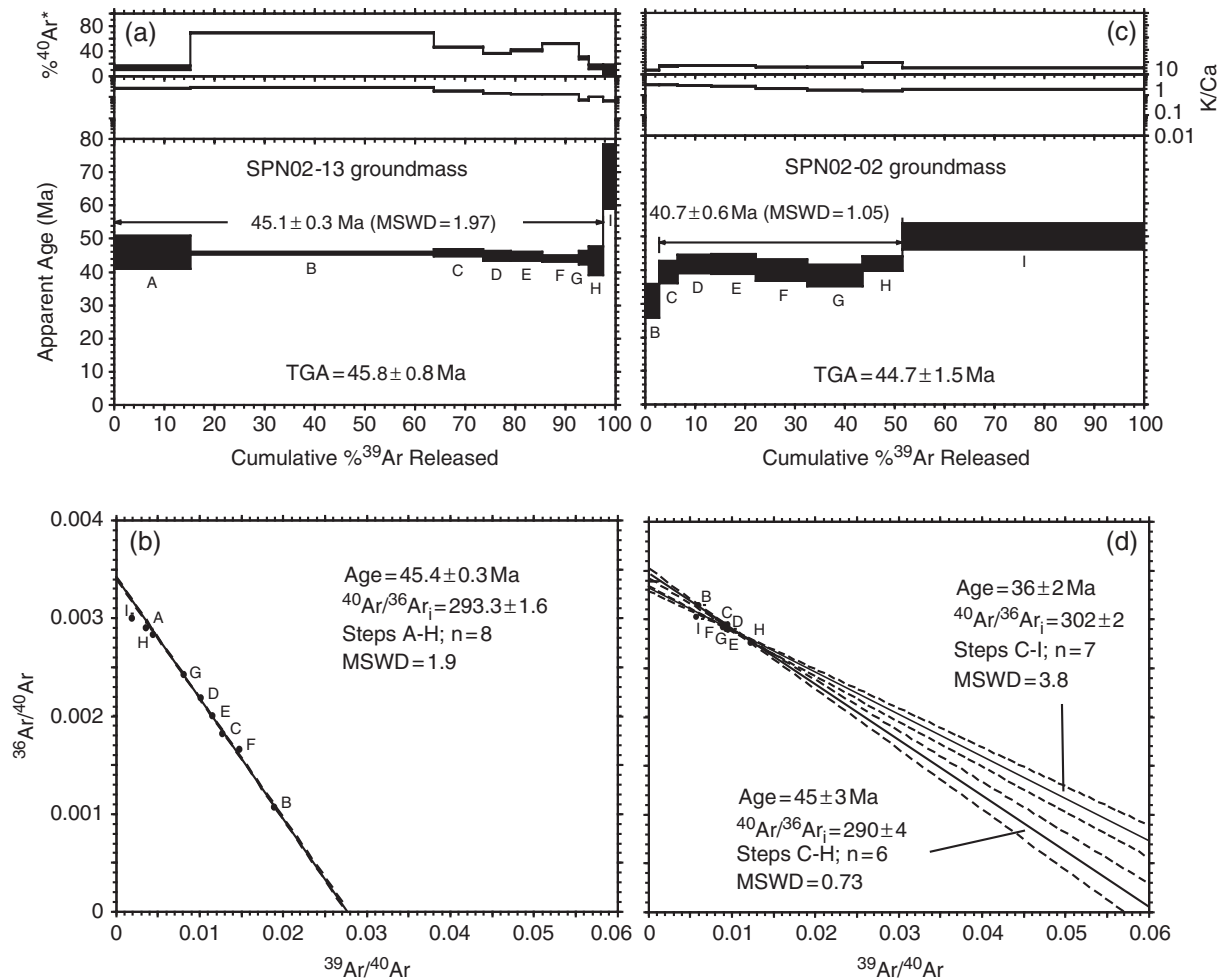 (a)
%40Ar*
80
40
0
SPN02-13 groundmass
45.1±0.3 Ma (MSWD=1.97)
A
B
C
D
E
F
G
H
I
TGA=45.8±0.8 Ma
Apparent Age (Ma)
80
70
60
50
40
30
20
10
0
0 10 20 30 40 50 60 70 80 90 100
Cumulative %39Ar Released
(c)
10
1
0.1
0.01
K/Ca
SPN02-02 groundmass
40.7±0.6 Ma (MSWD=1.05)
B
C
D
E
F
G
H
I
TGA=44.7±1.5 Ma
0 10 20 30 40 50 60 70 80 90 100
Cumulative %39Ar Released
(b)
36Ar/40Ar
0.004
0.003
0.002
0.001
0
Age=45.4±0.3 Ma
40Ar/36Ari=293.3±1.6
Steps A-H; n=8
MSWD=1.9
I
A
H
G
D
E
C
F
B
0 0.01 0.02 0.03 0.04 0.05 0.06
39Ar/40Ar
(d)
Age=36±2 Ma
40Ar/36Ari=302±2
Steps C-I; n=7
MSWD=3.8
B
C
D
I
F
G
E
H
Age=45±3 Ma
40Ar/36Ari=290±4
Steps C-H; n=6
MSWD=0.73
0 0.01 0.02 0.03 0.04 0.05 0.06
39Ar/40Ar